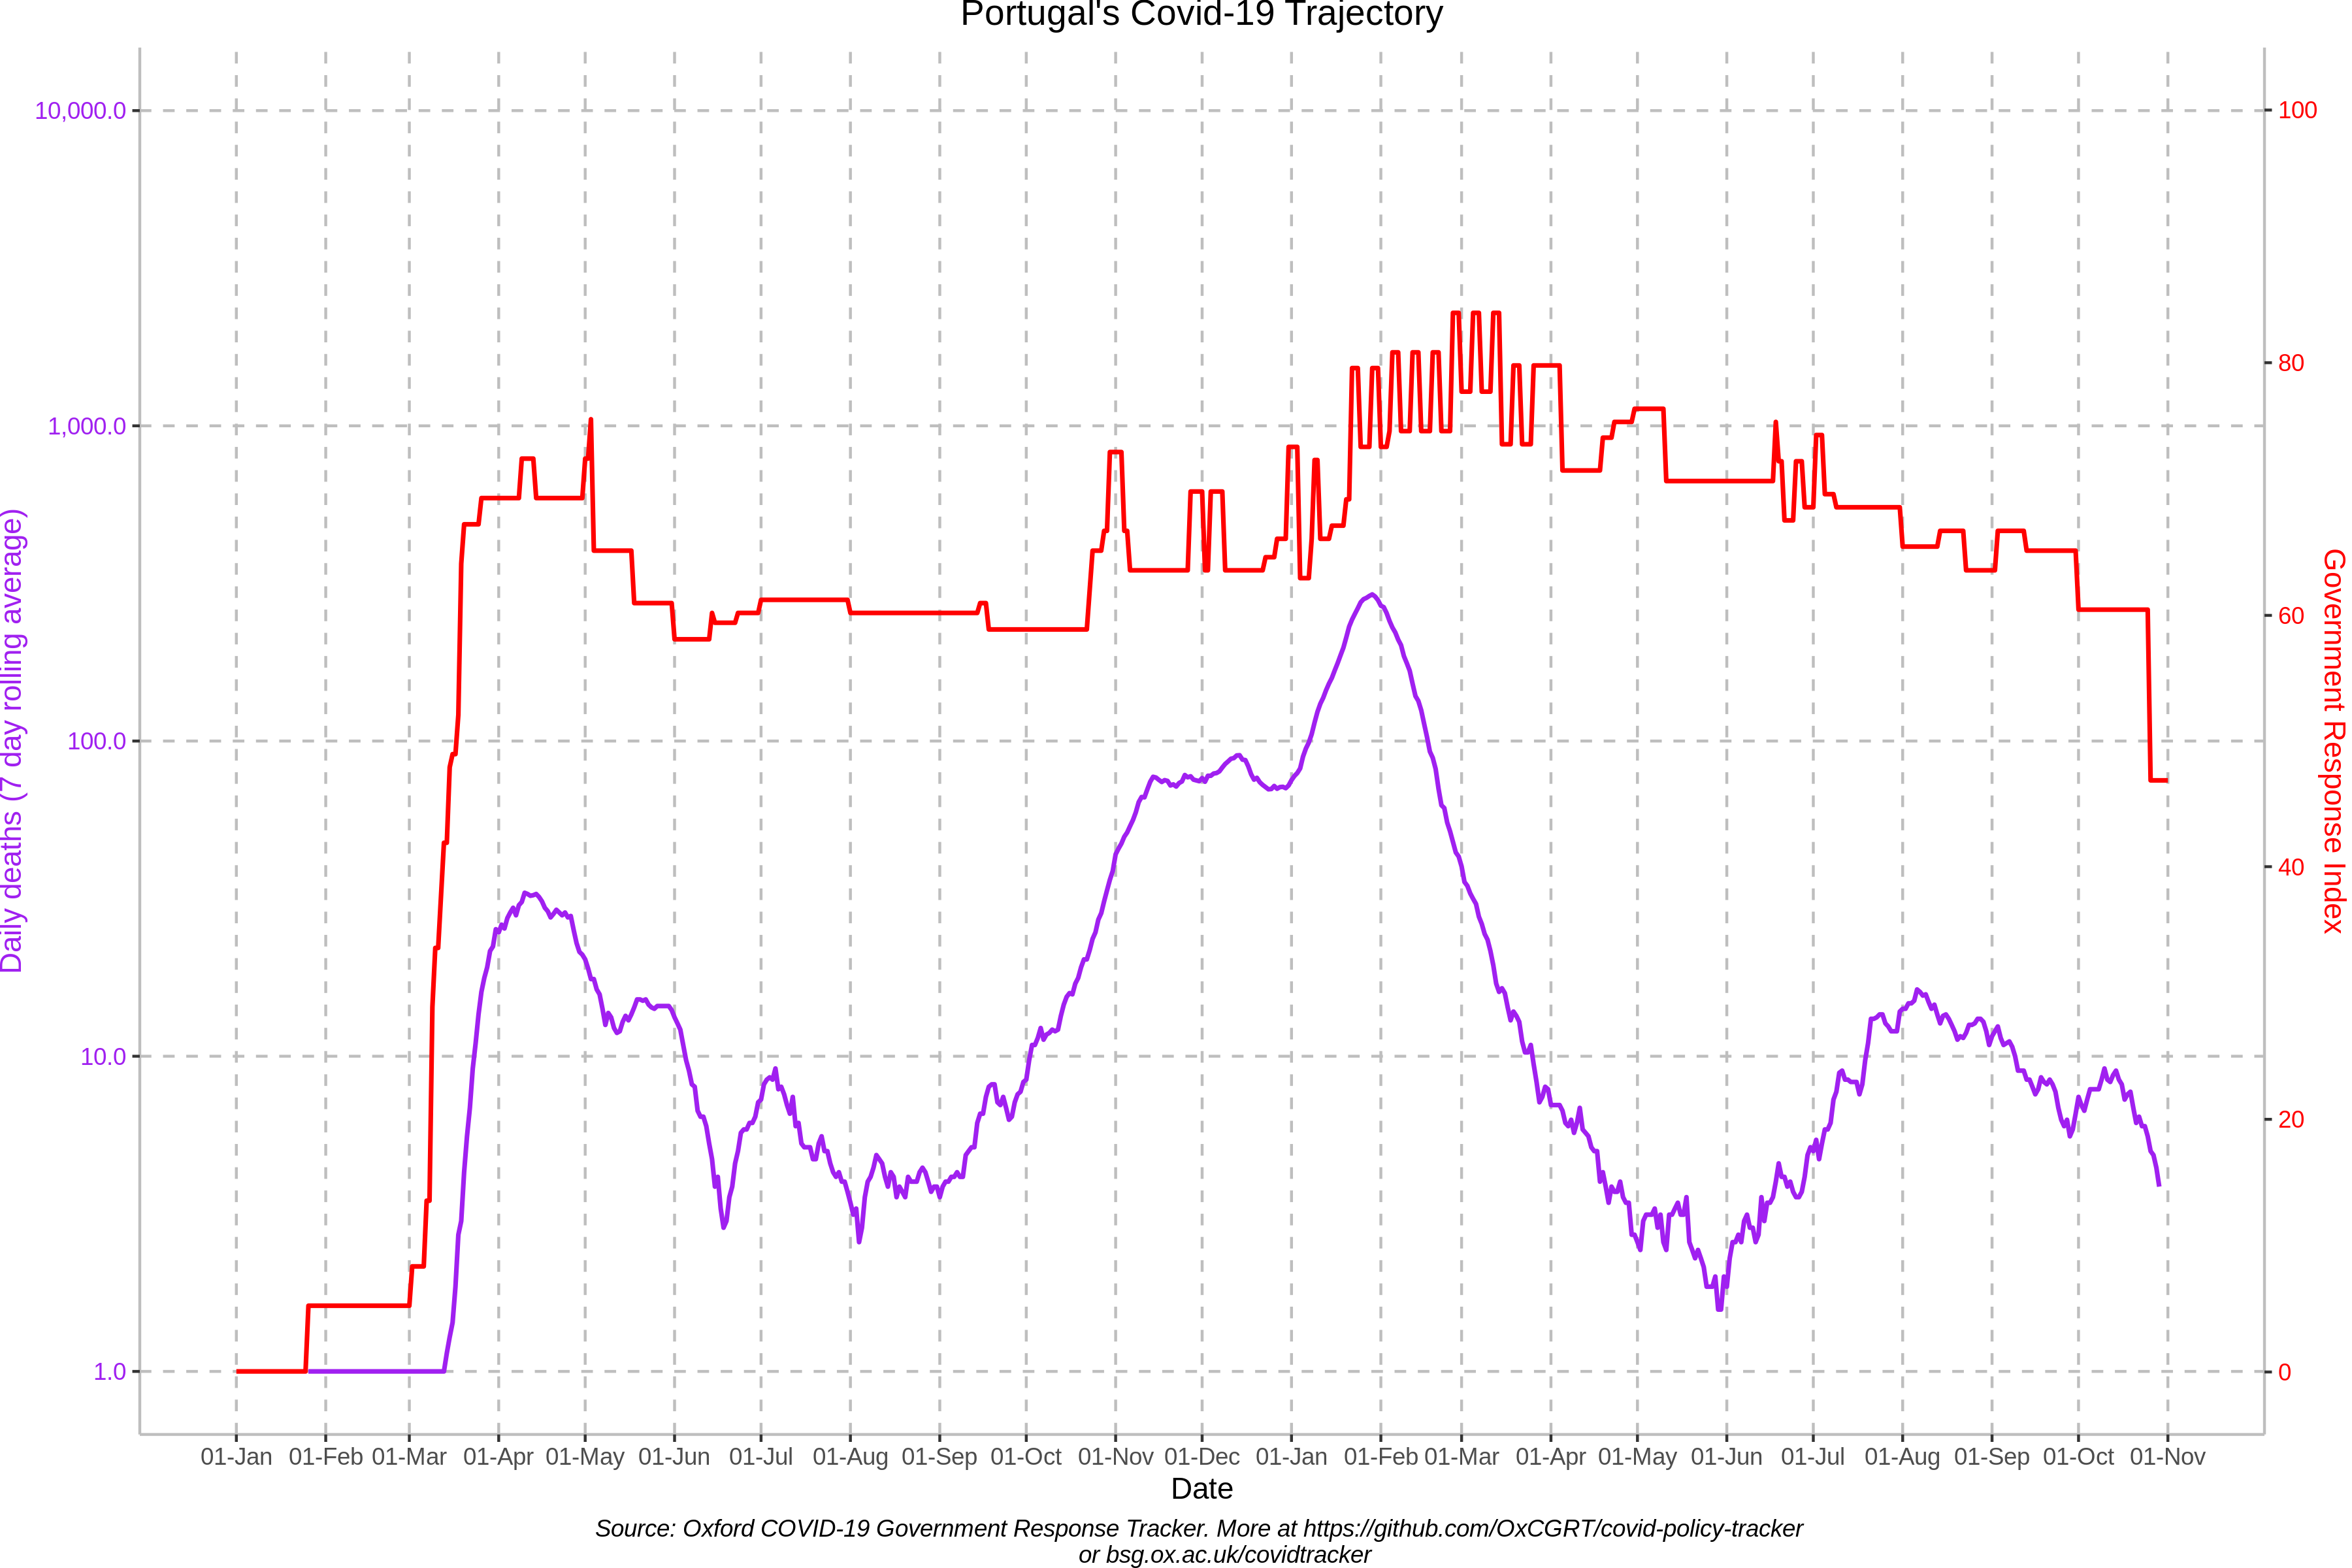 Portugal's Covid-19 Trajectory
10,000.0
1,000.0
100.0
10.0
1.0
Daily deaths (7 day rolling average)
100
80
60
40
20
0
Government Response Index
01-Jan 01-Feb 01-Mar 01-Apr 01-May 01-Jun 01-Jul 01-Aug 01-Sep 01-Oct 01-Nov 01-Dec 01-Jan 01-Feb 01-Mar 01-Apr 01-May 01-Jun 01-Jul 01-Aug 01-Sep 01-Oct 01-Nov
Date
Source: Oxford COVID-19 Government Response Tracker. More at https://github.com/OxCGRT/covid-policy-tracker
or bsg.ox.ac.uk/covidtracker